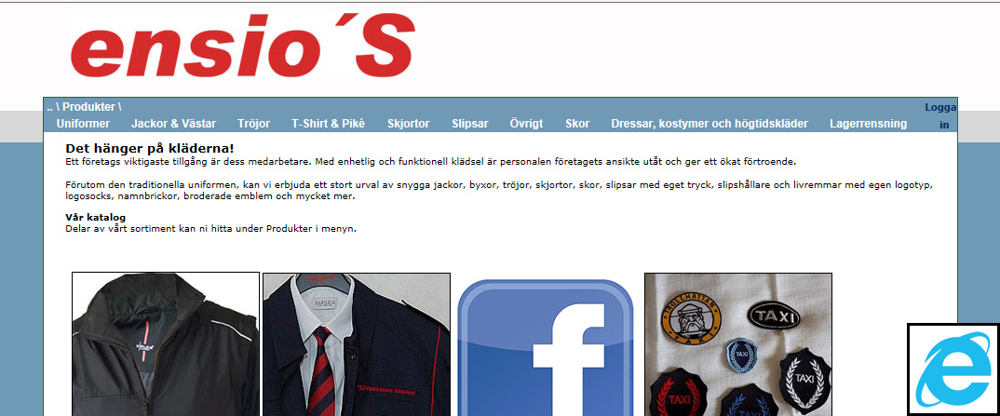 ensio´S
.. \ Produkter \
Logga in
Uniformer Jackor & Västar Tröjor T-Shirt & Piké Skjortor Slipsar Övrigt Skor Dressar, kostymer och högtidskläder Lagerrensning
Det hänger på kläderna!
Ett företags viktigaste tillgång är dess medarbetare. Med enhetlig och funktionell klädsel är personalen företagets ansikte utåt och ger ett ökat förtroende.
Förutom den traditionella uniformen, kan vi erbjuda ett stort urval av snygga jackor, byxor, tröjor, skjortor, skor, slipsar med eget tryck, slipshållare och livremmar med egen logotyp,
logosocks, namnbrickor, broderade emblem och mycket mer.
Vår katalog
Delar av vårt sortiment kan ni hitta under Produkter i menyn.
f
TROLLHÄTTAN
TAXI
TAXI
TAXI
TAXI
TAXI